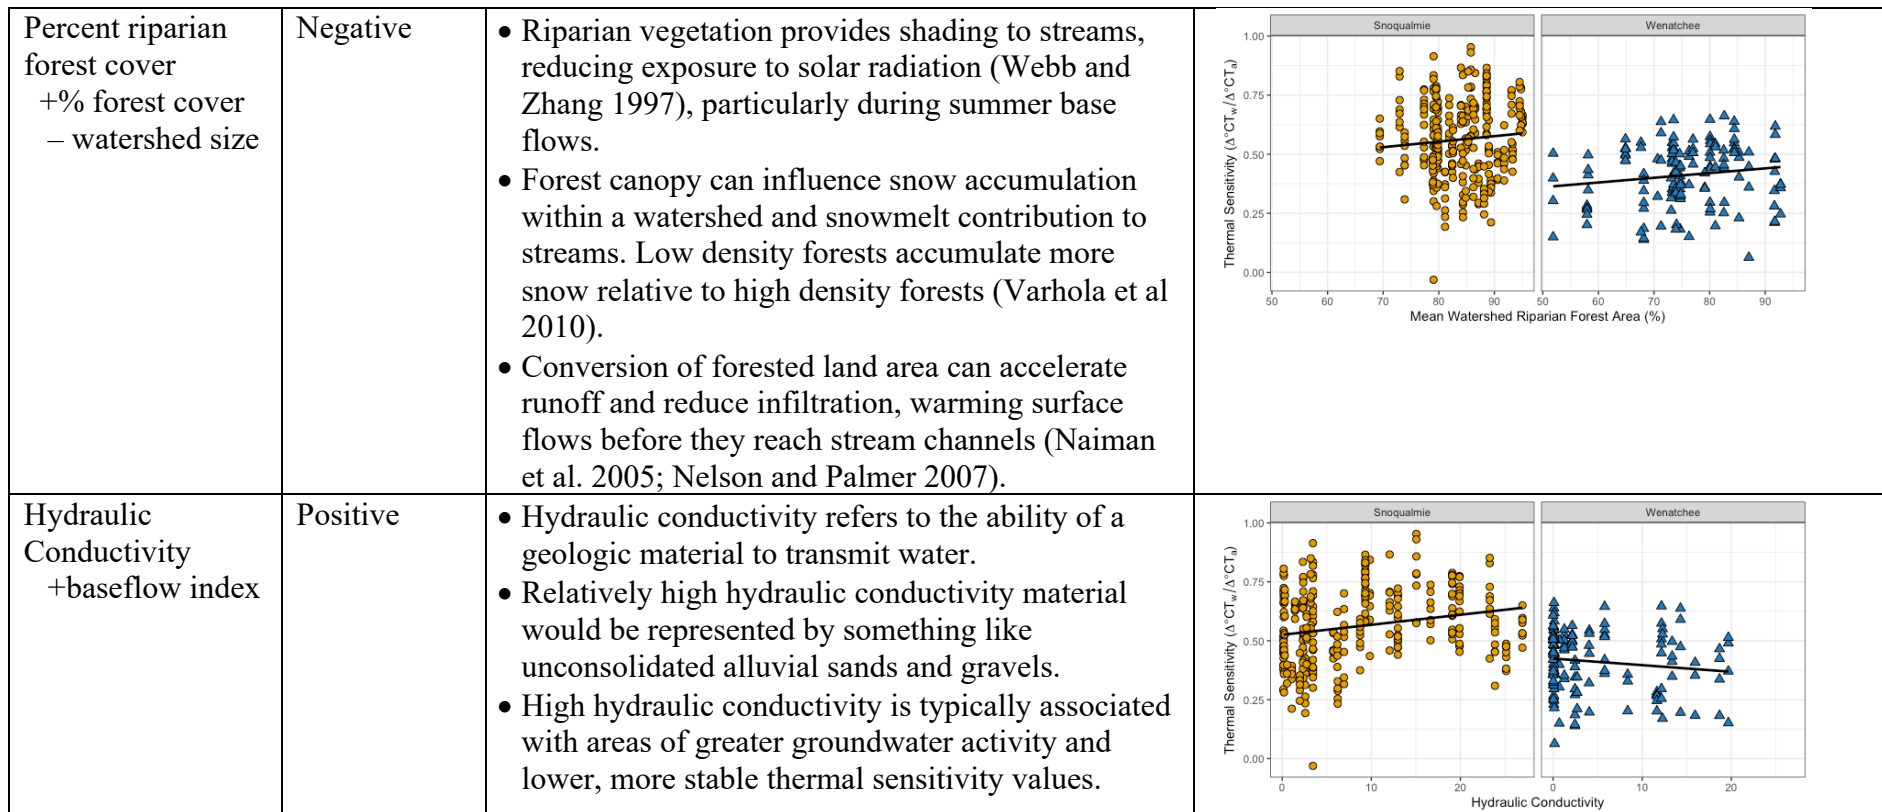 Percent riparian
forest cover
+% forest cover
– watershed size
Negative
• Riparian vegetation provides shading to streams,
reducing exposure to solar radiation (Webb and
Zhang 1997), particularly during summer base
flows.
• Forest canopy can influence snow accumulation
within a watershed and snowmelt contribution to
streams. Low density forests accumulate more
snow relative to high density forests (Varhola et al
2010).
• Conversion of forested land area can accelerate
runoff and reduce infiltration, warming surface
flows before they reach stream channels (Naiman
et al. 2005; Nelson and Palmer 2007).
Snoqualmie
Wenatchee
Thermal Sensitivity (Δ°CTw/Δ°CTa)
1.00
0.75
0.50
0.25
0.00
50 60 70 80 90
50 60 70 80 90
Mean Watershed Riparian Forest Area (%)
Hydraulic
Conductivity
+baseflow index
Positive
• Hydraulic conductivity refers to the ability of a
geologic material to transmit water.
• Relatively high hydraulic conductivity material
would be represented by something like
unconsolidated alluvial sands and gravels.
• High hydraulic conductivity is typically associated
with areas of greater groundwater activity and
lower, more stable thermal sensitivity values.
Snoqualmie
Wenatchee
Thermal Sensitivity (Δ°CTw/Δ°CTa)
1.00
0.75
0.50
0.25
0.00
0 10 20
0 10 20
Hydraulic Conductivity